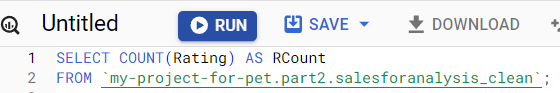 Untitled RUN SAVE DOWNLOAD
1 SELECT COUNT(Rating) AS RCount
2 FROM `my-project-for-pet.part2.salesforanalysis_clean`;